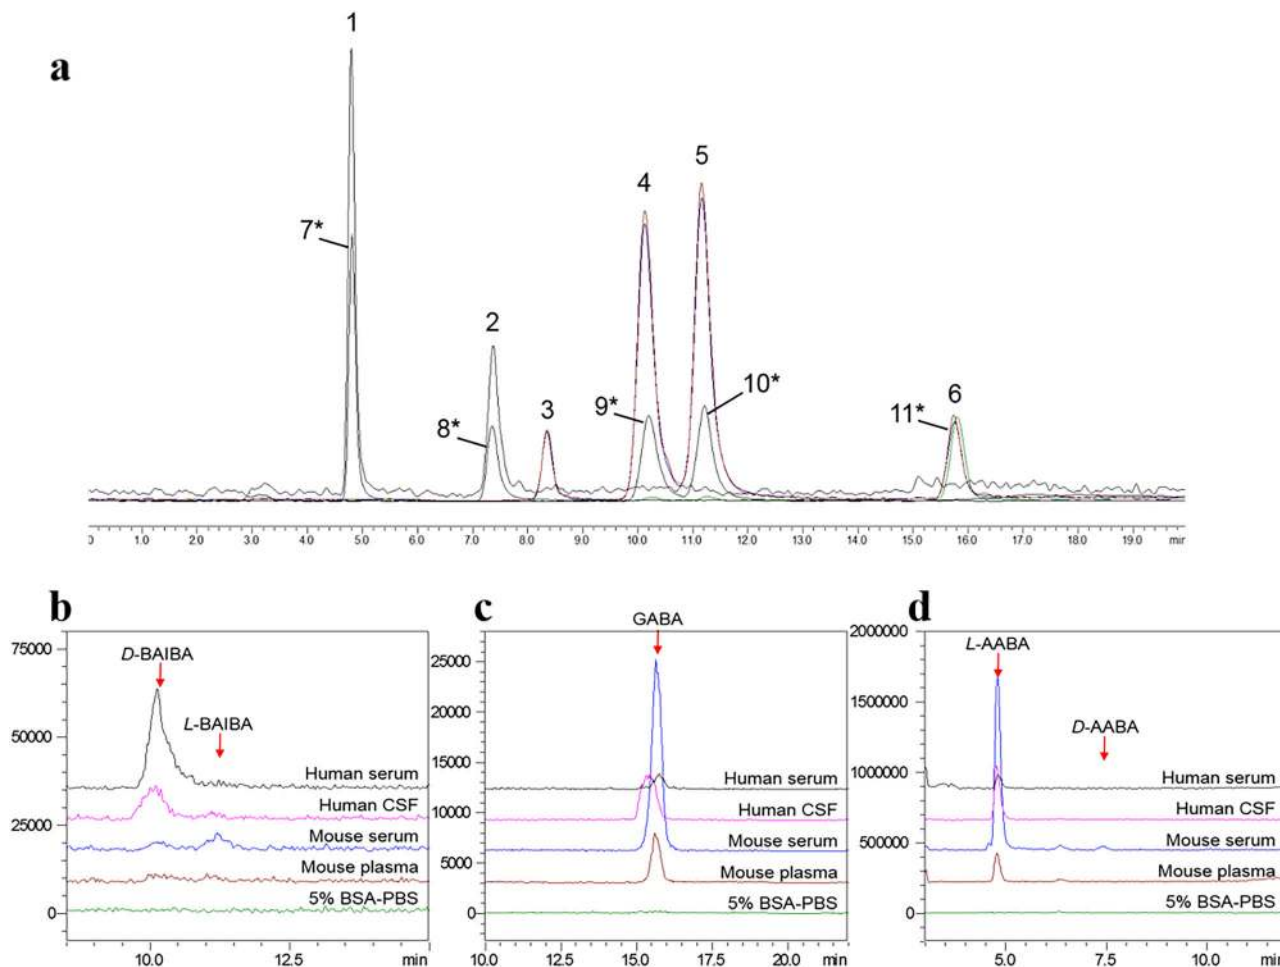 a
1
7*
2
8*
3
4
9*
5
10*
11*
6
0 1.0 2.0 3.0 4.0 5.0 6.0 7.0 8.0 9.0 10.0 11.0 12.0 13.0 14.0 15.0 16.0 17.0 18.0 19.0 mir
b
75000
50000
25000
0
D-BAIBA
L-BAIBA
Human serum
Human CSF
Mouse serum
Mouse plasma
5% BSA-PBS
10.0 12.5 min
c
25000
20000
15000
10000
5000
0
GABA
Human serum
Human CSF
Mouse serum
Mouse plasma
5% BSA-PBS
10.0 12.5 15.0 17.5 20.0 min
d
2000000
1500000
1000000
500000
0
L-AABA
D-AABA
Human serum
Human CSF
Mouse serum
Mouse plasma
5% BSA-PBS
5.0 7.5 10.0 min